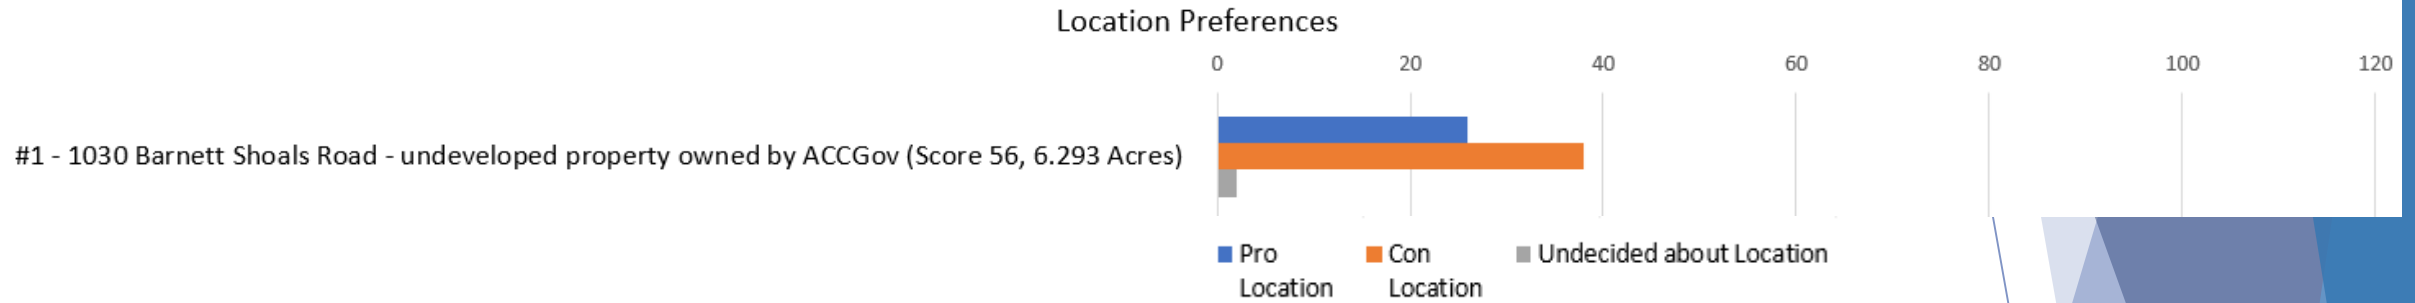 Location Preferences
0 20 40 60 80 100 120
#1 - 1030 Barnett Shoals Road - undeveloped property owned by ACCGov (Score 56, 6.293 Acres)
Pro Location
Con Location
Undecided about Location